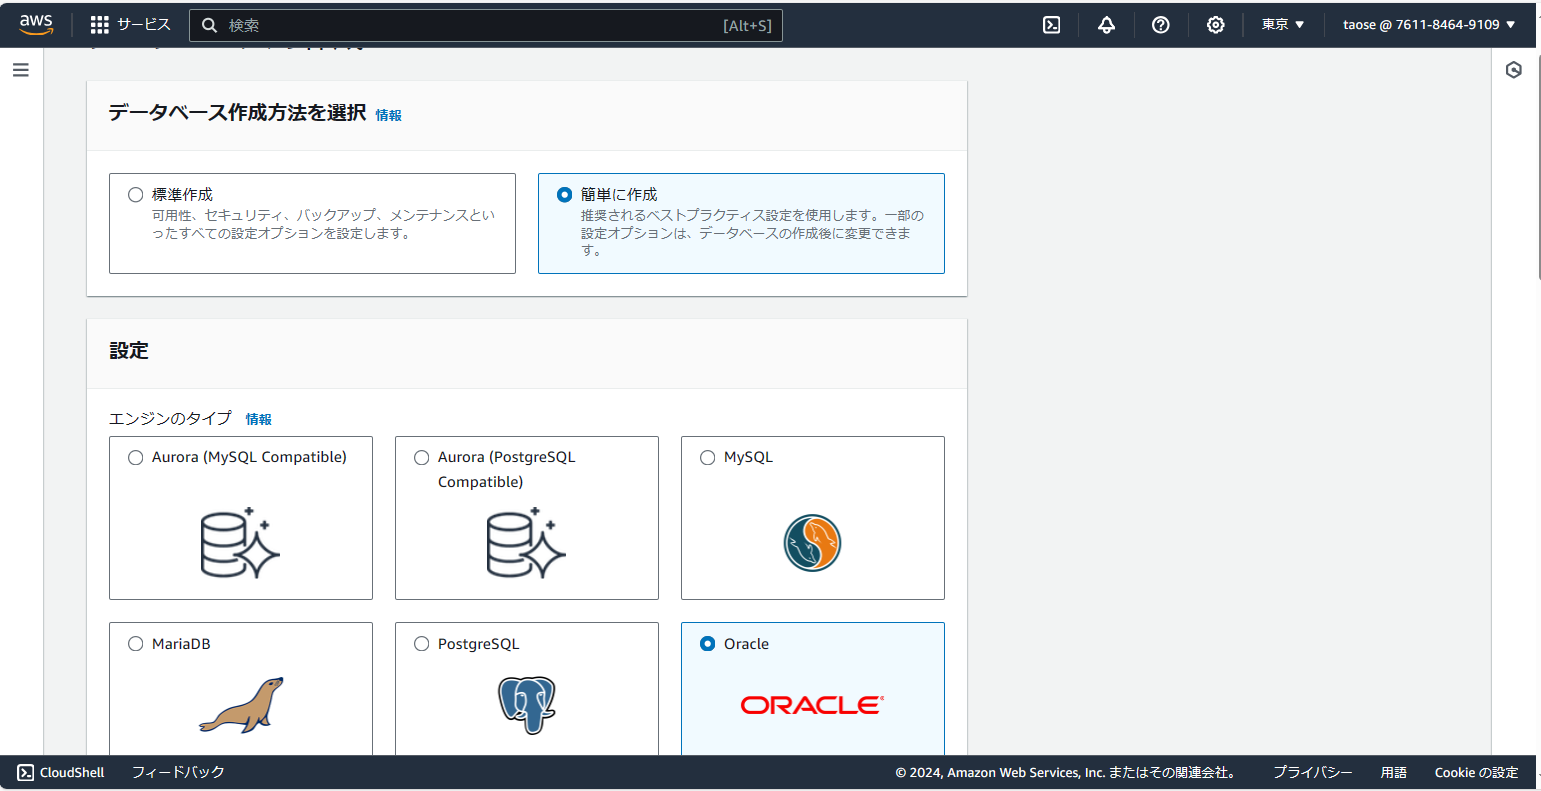 aws
サービス
検索
[Alt+S]
東京
taose @ 7611-8464-9109
データベース作成方法を選択 情報
標準作成
可用性、セキュリティ、バックアップ、メンテナンスとい
ったすべての設定オプションを設定します。
簡単に作成
推奨されるベストプラクティス設定を使用します。一部の
設定オプションは、データベースの作成後に変更できま
す。
設定
エンジンのタイプ 情報
Aurora (MySQL Compatible)
Aurora (PostgreSQL
Compatible)
MySQL
MariaDB
PostgreSQL
Oracle
ORACLE
CloudShell
フィードバック
© 2024, Amazon Web Services, Inc. またはその関連会社。
プライバシー
用語
Cookie の設定